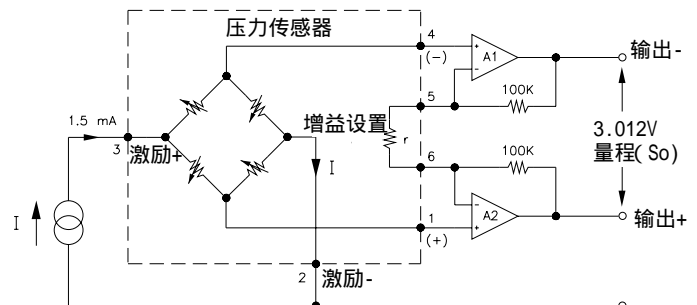 压力传感器
4
(-)
+
A1
-
输出-
1.5 mA
3
激励+
增益设置
5
100K
r
3.012V
量程(So)
I
6
100K
I
-
A2
+
1
(+)
输出+
2
激励-